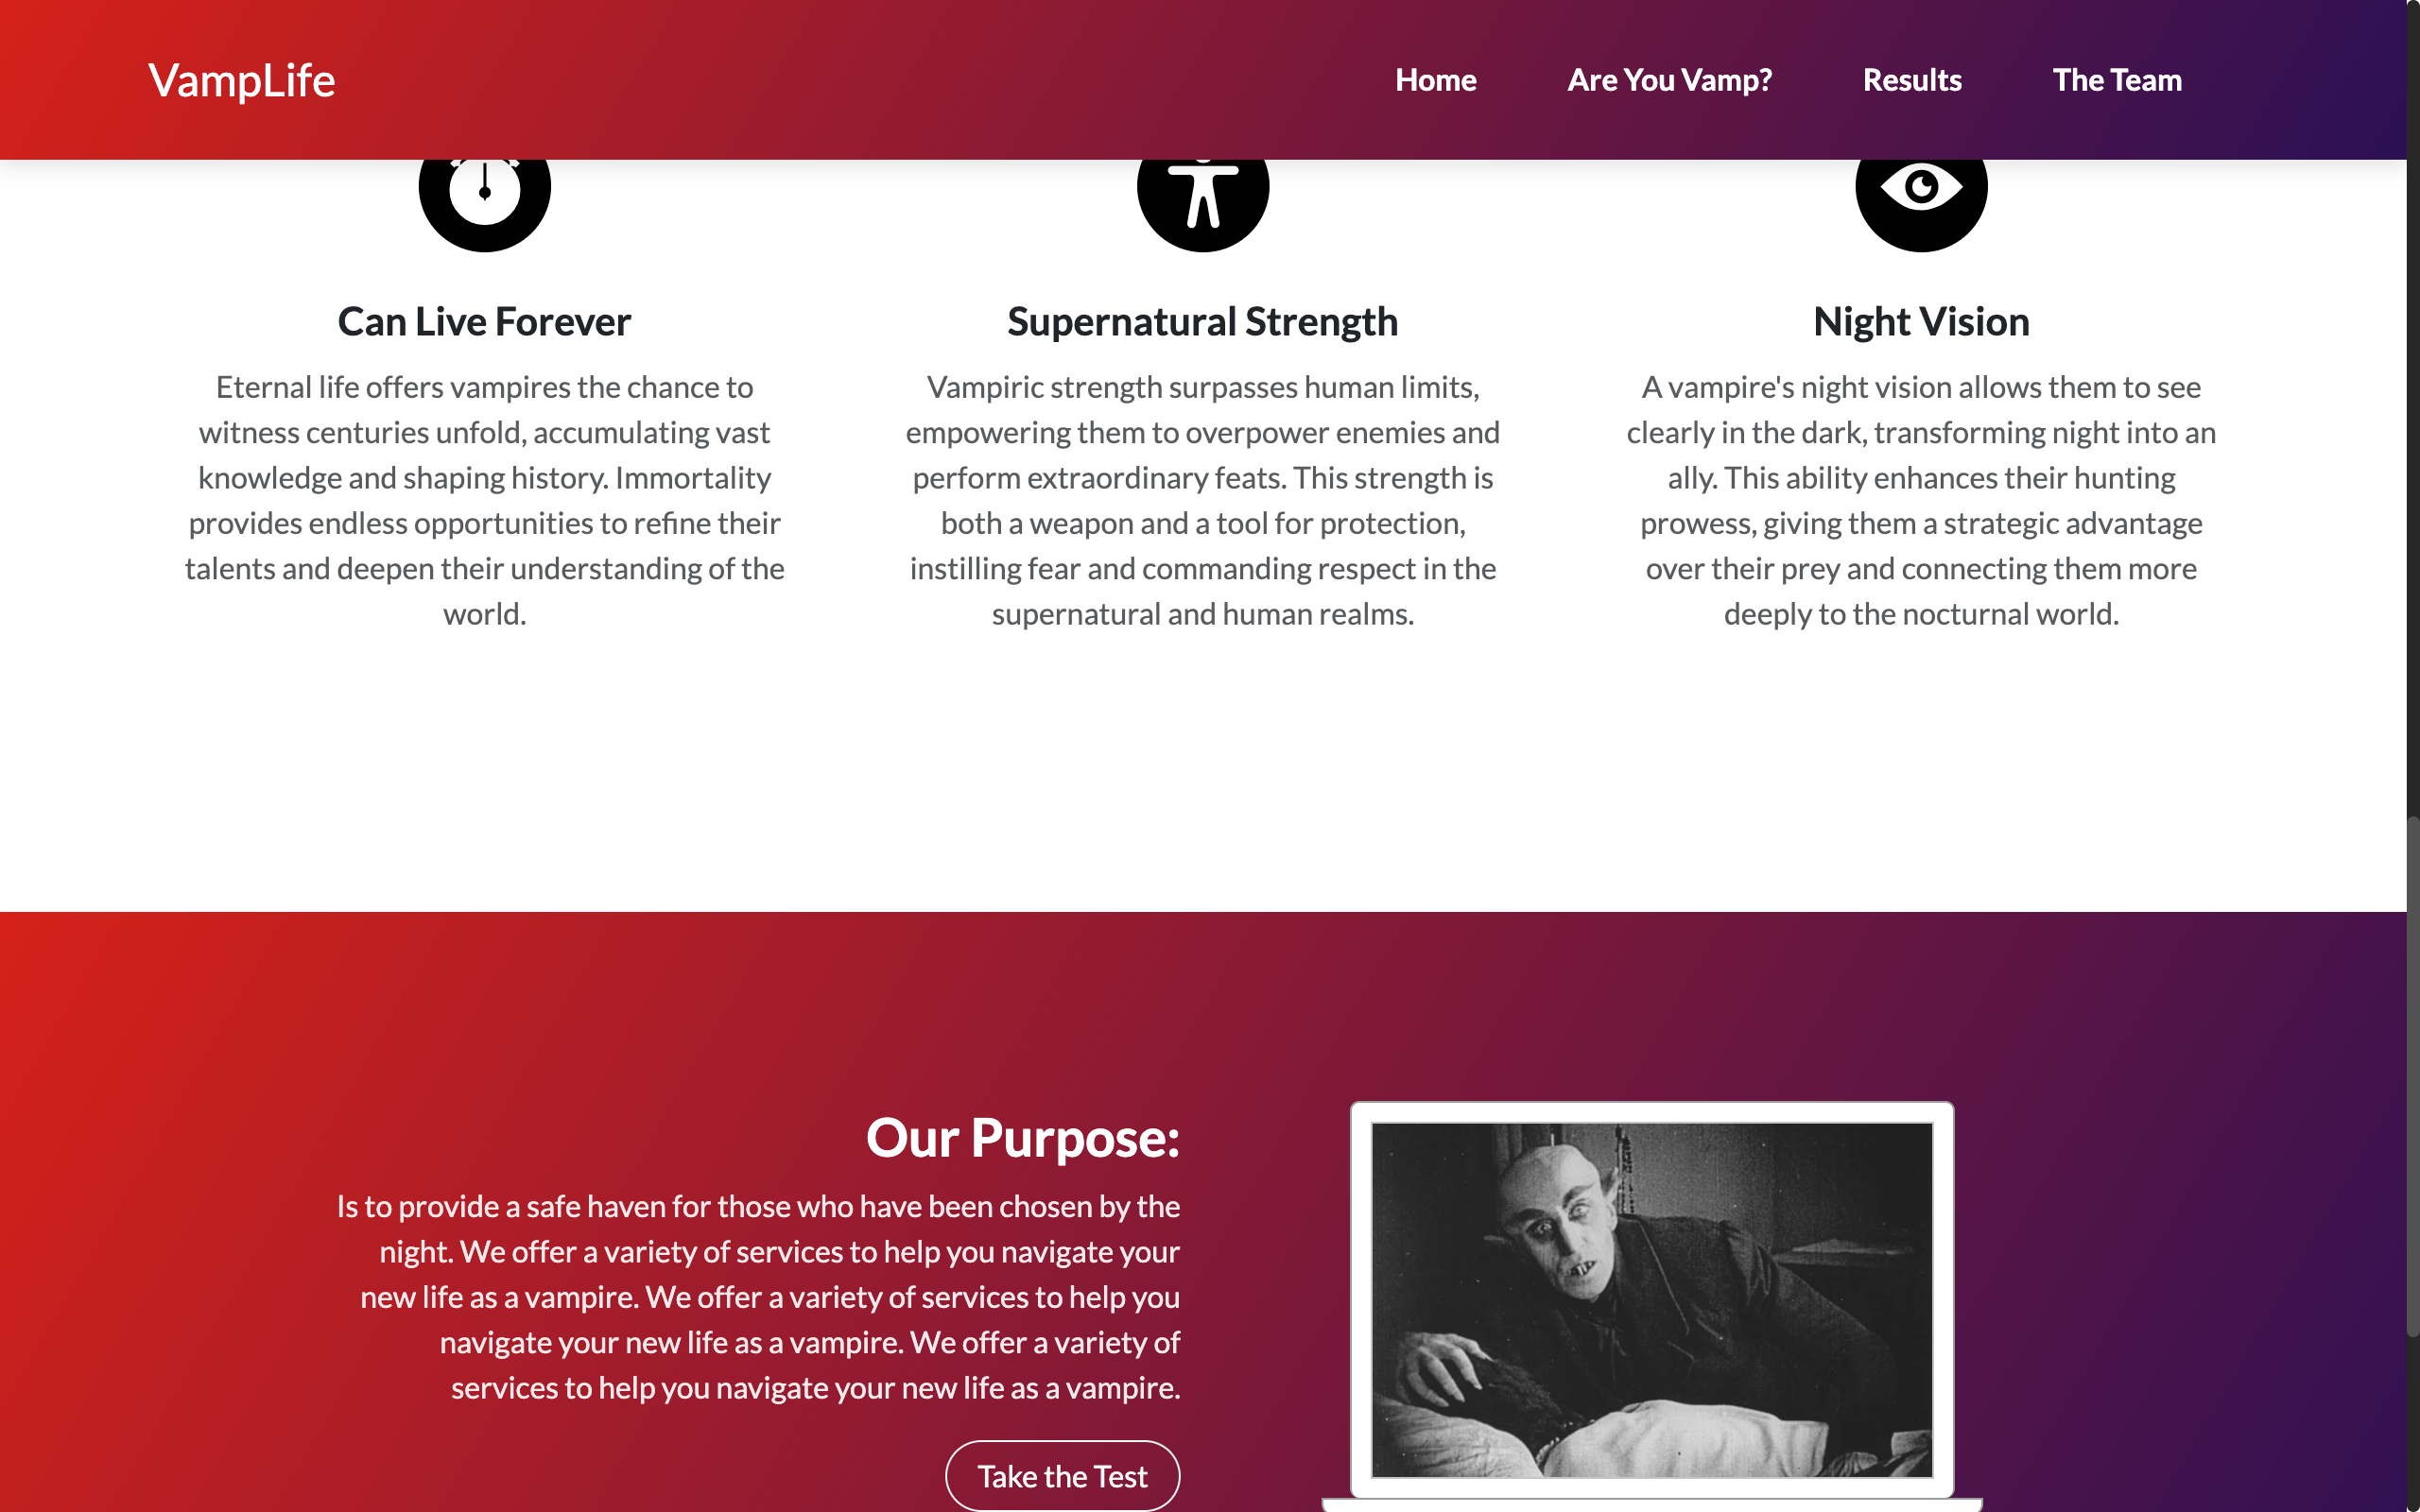 VampLife
Home
Are You Vamp?
Results
The Team
Can Live Forever
Eternal life offers vampires the chance to
witness centuries unfold, accumulating vast
knowledge and shaping history. Immortality
provides endless opportunities to refine their
talents and deepen their understanding of the
world.
Supernatural Strength
Vampiric strength surpasses human limits,
empowering them to overpower enemies and
perform extraordinary feats. This strength is
both a weapon and a tool for protection,
instilling fear and commanding respect in the
supernatural and human realms.
Night Vision
A vampire's night vision allows them to see
clearly in the dark, transforming night into an
ally. This ability enhances their hunting
prowess, giving them a strategic advantage
over their prey and connecting them more
deeply to the nocturnal world.
Our Purpose:
Is to provide a safe haven for those who have been chosen by the
night. We offer a variety of services to help you navigate your
new life as a vampire. We offer a variety of services to help you
navigate your new life as a vampire. We offer a variety of
services to help you navigate your new life as a vampire.
Take the Test